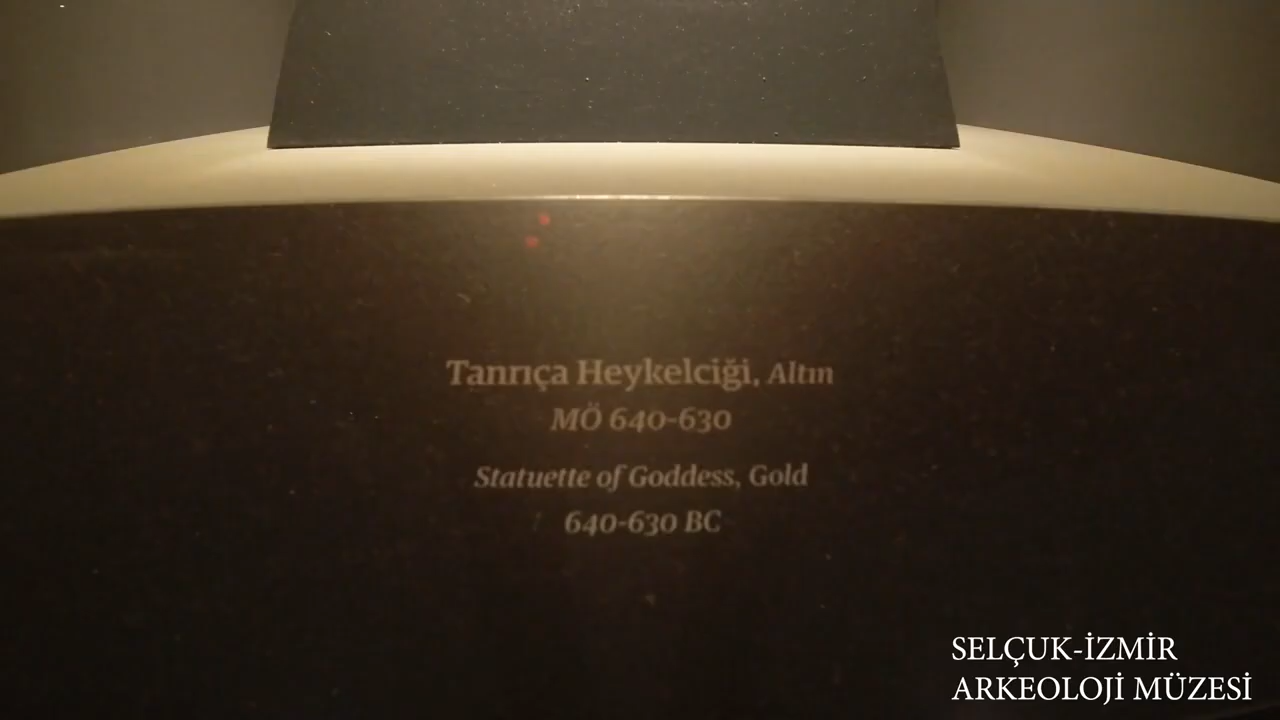 Tanrıça Heykelciği, Altın
MÖ 640-630
Statuette of Goddess, Gold
640-630 BC
SELÇUK-İZMİR
ARKEOLOJİ MÜZESİ